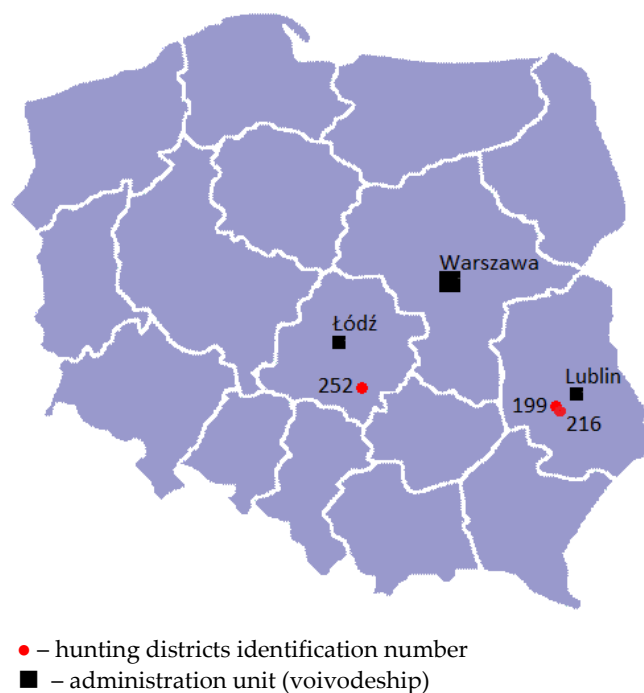 Warszawa
Łódź
252
Lublin
199
216
● – hunting districts identification number
■ – administration unit (voivodeship)